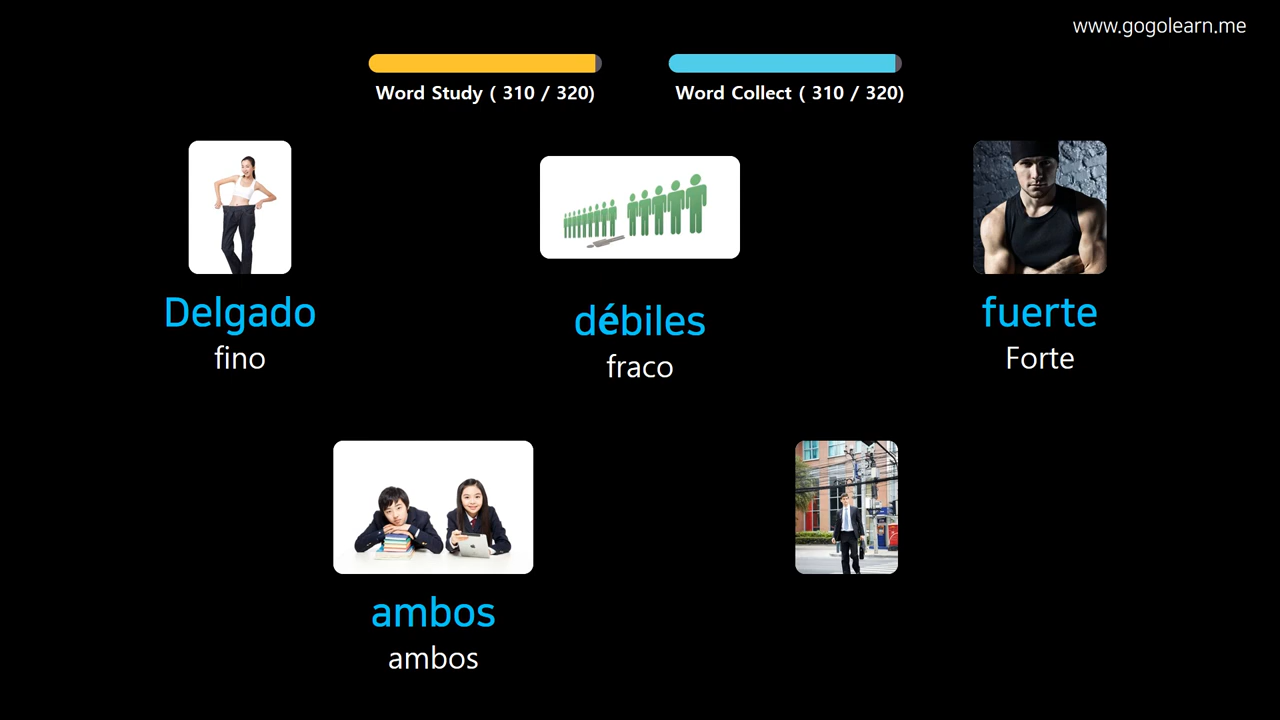 www.gogolearn.me
Word Study ( 310 / 320)
Word Collect ( 310 / 320)
Delgado
fino
débiles
fraco
fuerte
Forte
ambos
ambos